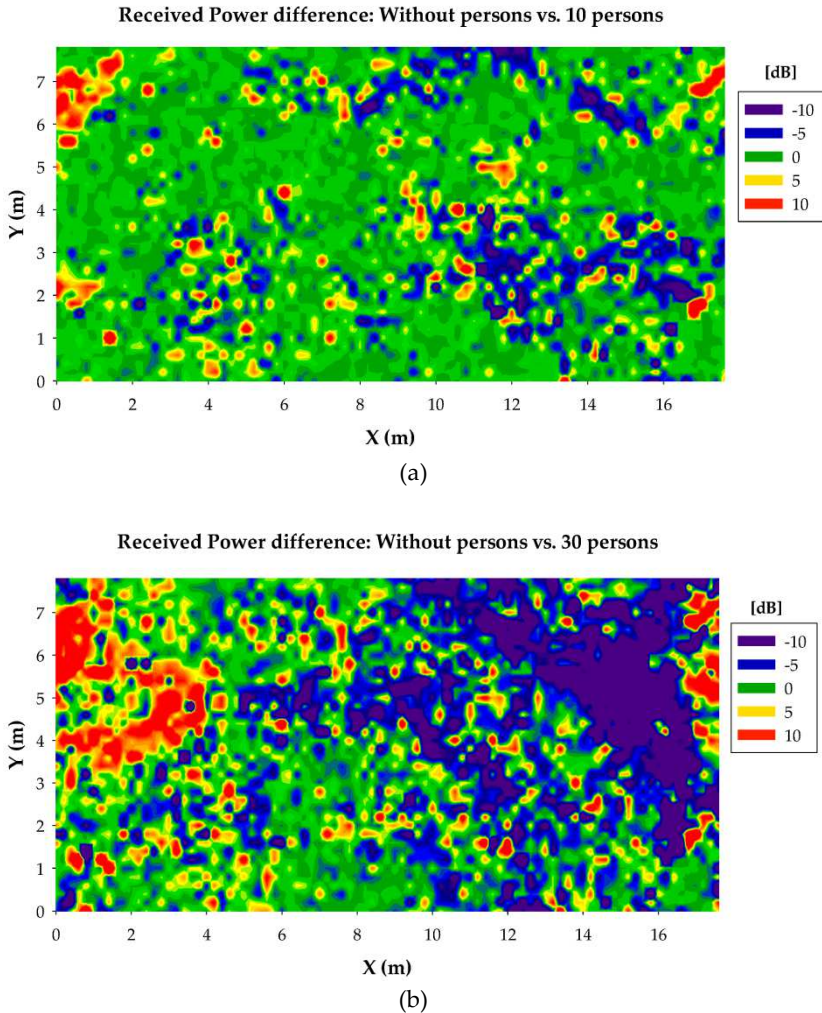 Received Power difference: Without persons vs. 10 persons
[dB]
-10
-5
0
5
10
Y (m)
7
6
5
4
3
2
1
0
0 2 4 6 8 10 12 14 16
X (m)
(a)
Received Power difference: Without persons vs. 30 persons
[dB]
-10
-5
0
5
10
Y (m)
7
6
5
4
3
2
1
0
0 2 4 6 8 10 12 14 16
X (m)
(b)